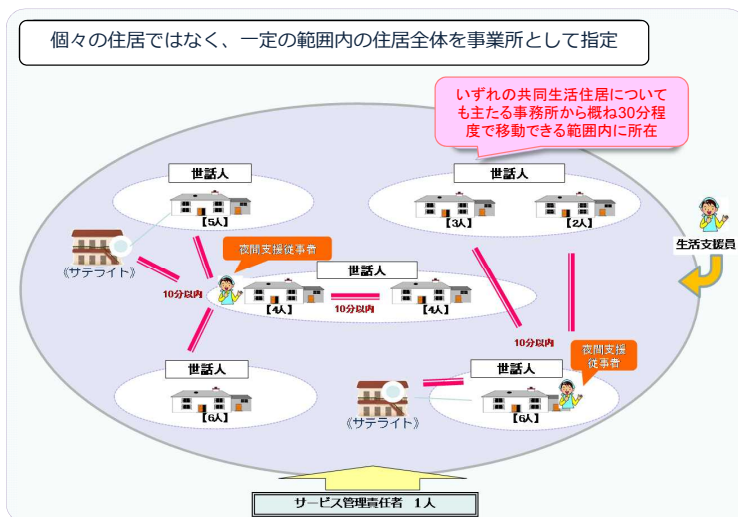 個々の住居ではなく、一定の範囲内の住居全体を事業所として指定
いずれの共同生活住居について
も主たる事務所から概ね30分程
度で移動できる範囲内に所在
世話人
【5人】
世話人
【3人】
【2人】
生活支援員
《サテライト》
夜間支援従事者
世話人
10分以内
【4人】
10分以内
【4人】
10分以内
夜間支援
従事者
世話人
【6人】
世話人
《サテライト》
【6人】
サービス管理責任者 1人